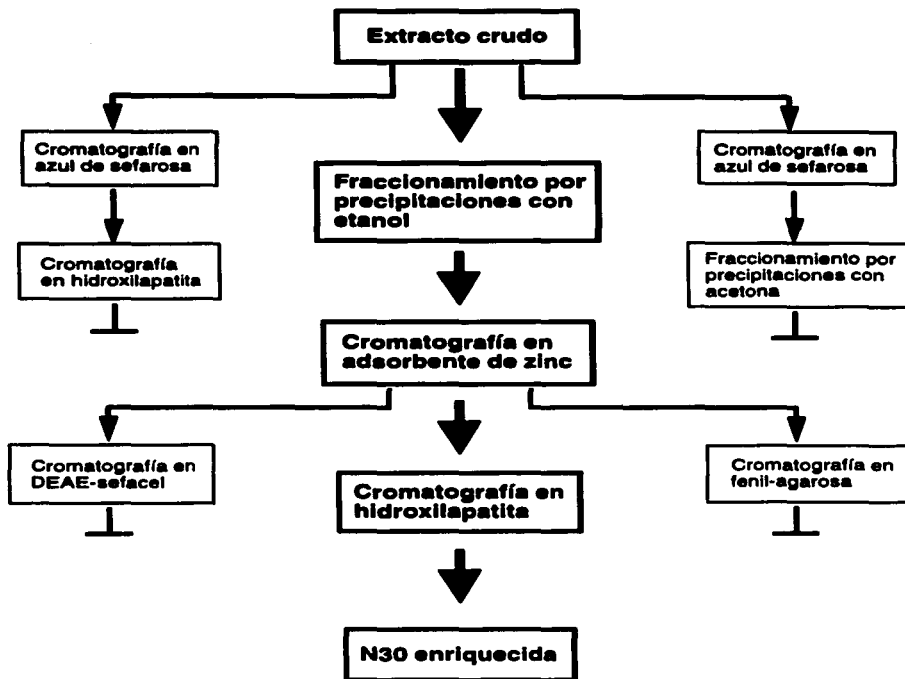 Extracto crudo
Cromatografía en
azul de sefarosa
Cromatografía en
azul de sefarosa
Fraccionamiento por
precipitaciones con
etanol
Cromatografía
en hidroxilapatita
Fraccionamiento por
precipitaciones con
acetona
Cromatografía en
adsorbente de zinc
Cromatografía en
DEAE-sefacel
Cromatografía en
hidroxilapatita
Cromatografía en
fenil-agarosa
N30 enriquecida